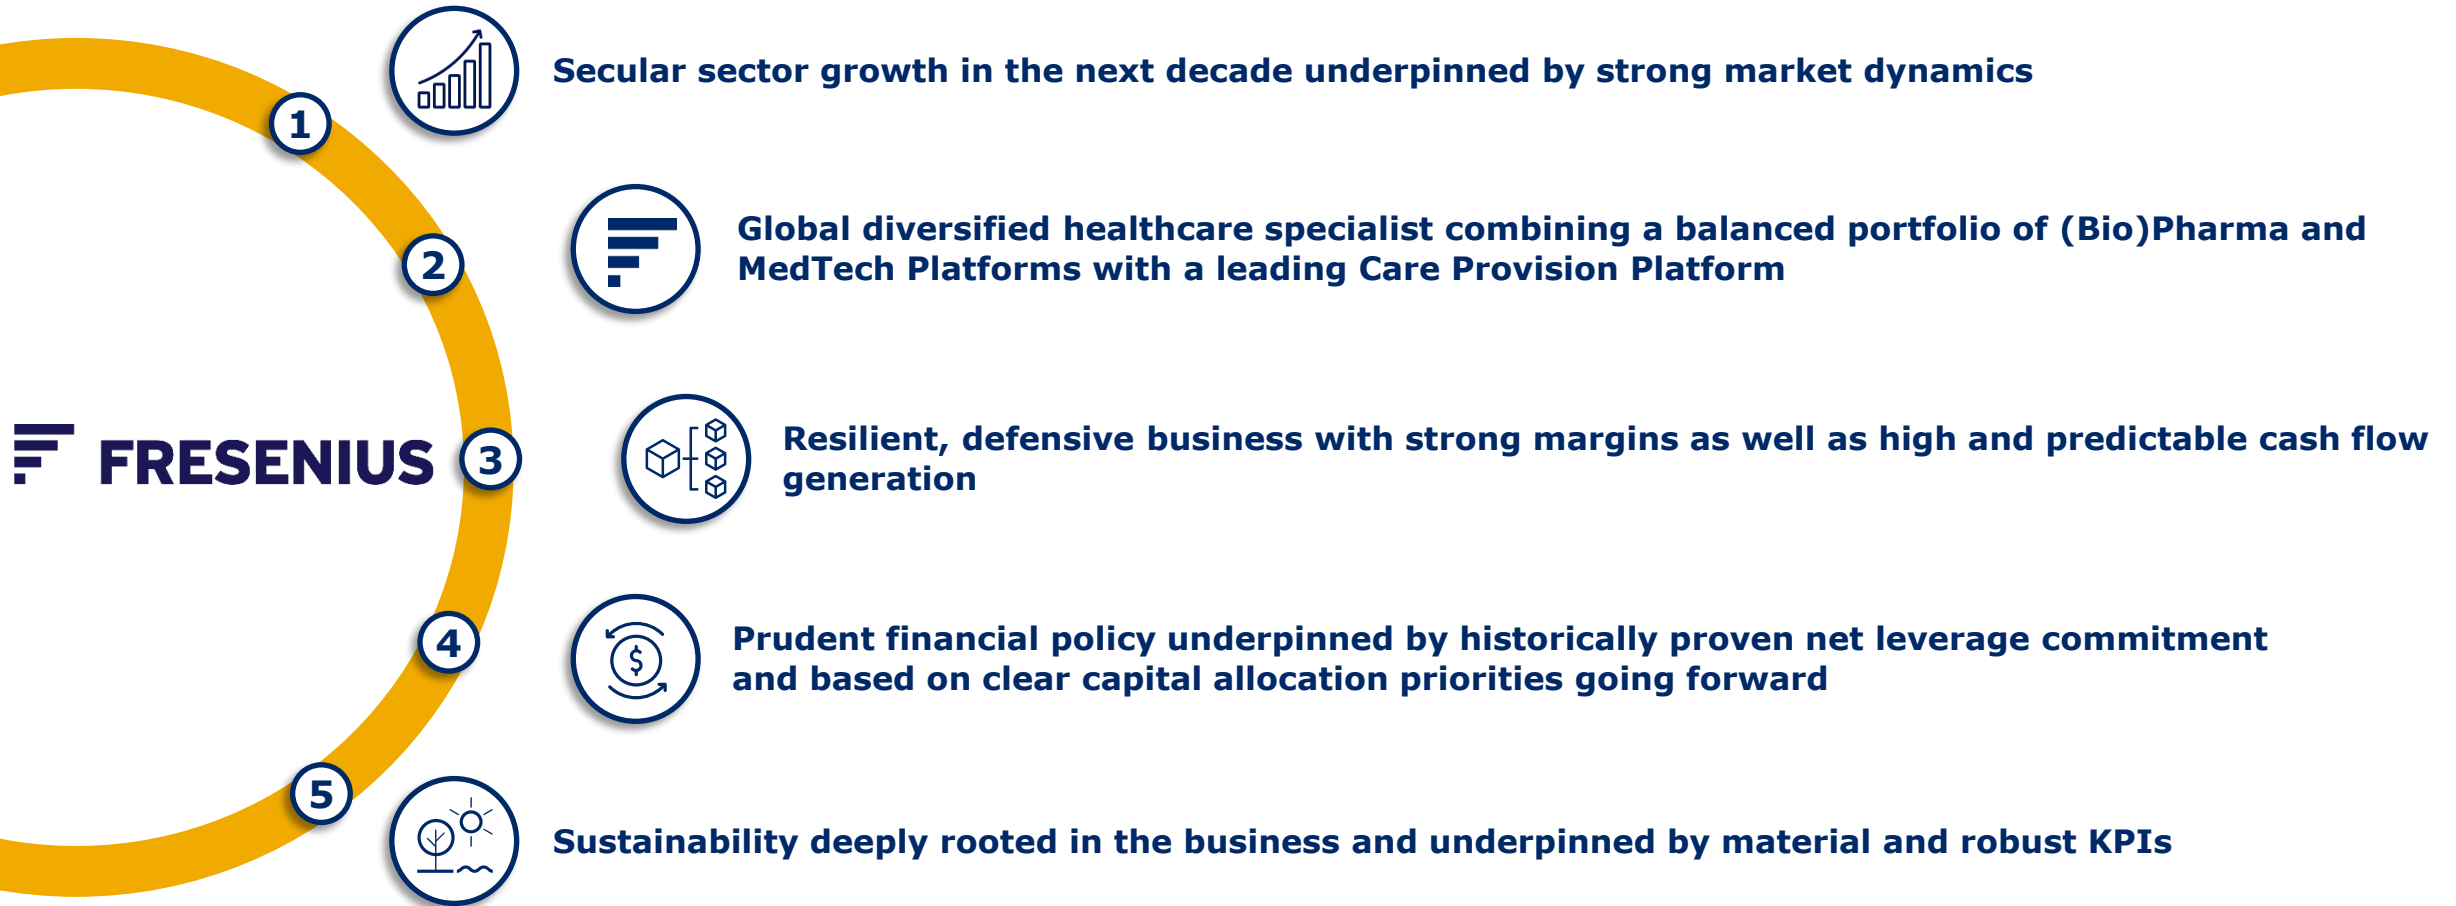 1
Secular sector growth in the next decade underpinned by strong market dynamics
2
Global diversified healthcare specialist combining a balanced portfolio of (Bio)Pharma and
MedTech Platforms with a leading Care Provision Platform
FRESENIUS
3
Resilient, defensive business with strong margins as well as high and predictable cash flow
generation
4
$
Prudent financial policy underpinned by historically proven net leverage commitment
and based on clear capital allocation priorities going forward
5
Sustainability deeply rooted in the business and underpinned by material and robust KPIs